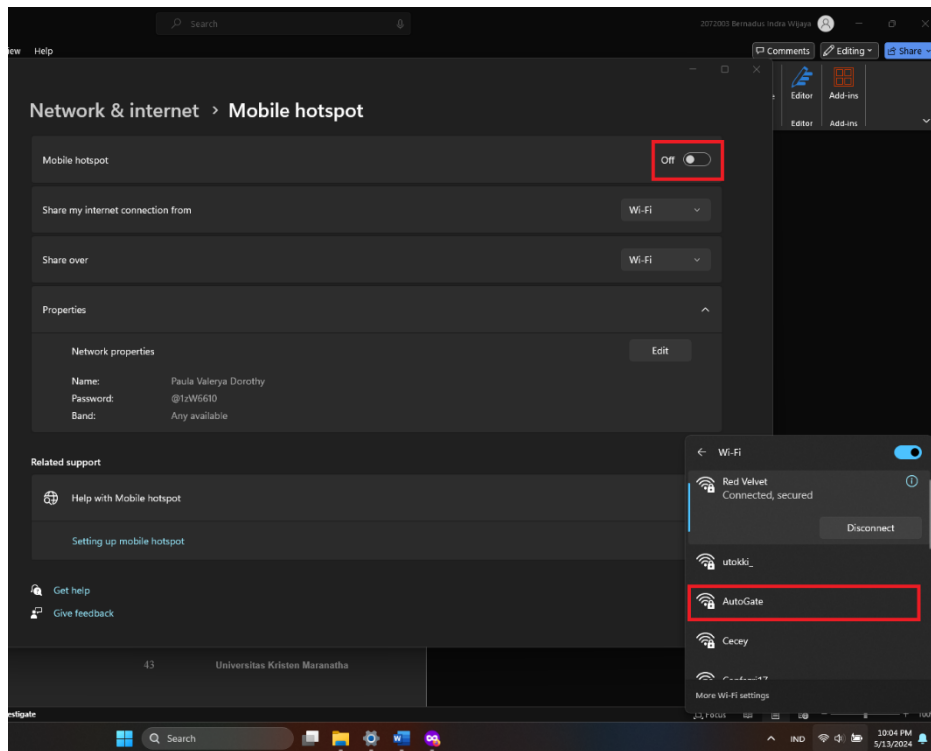 Search
2072003 Bernadus Indra Wijaya
Help
Comments
Editing
Share
Editor
Add-ins
Editor
Add-ins
Network & internet > Mobile hotspot
Mobile hotspot
Off
Share my internet connection from
Wi-Fi
Share over
Wi-Fi
Properties
Network properties
Edit
Name: Paula Valerya Dorothy
Password: @1zW6610
Band: Any available
Related support
Help with Mobile hotspot
Setting up mobile hotspot
Get help
Give feedback
Wi-Fi
Red Velvet
Connected, secured
Disconnect
utokki_
AutoGate
Cecey
More Wi-Fi settings
43 Universitas Kristen Maranatha
Focus
Search
IND
10:04 PM
5/13/2024